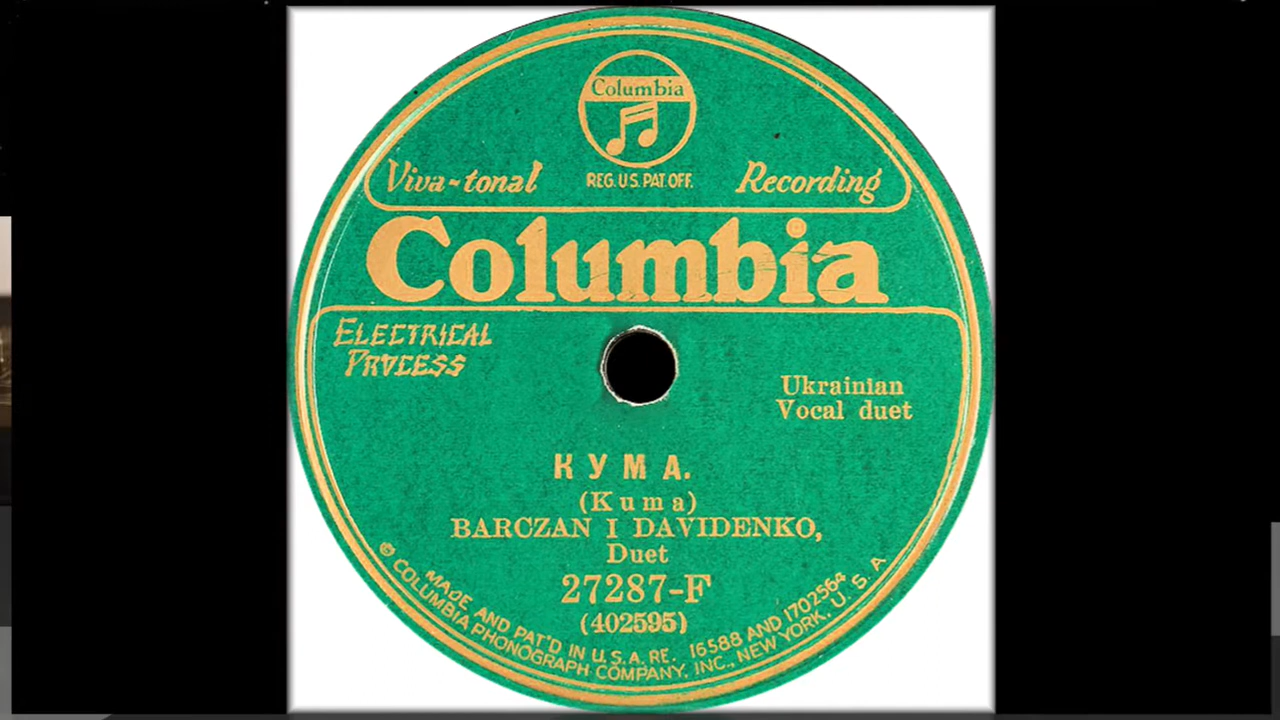 Columbia
Viva-tonal REG. U.S. PAT. OFF. Recording
Columbia
ELECTRICAL
PROCESS
Ukrainian
Vocal duet
КУМА.
(Kuma)
BARCZAN I DAVIDENKO,
Duet
27287-F
(402595)
MADE AND PAT'D IN U.S.A. RE. 16588 AND 1702564
© COLUMBIA PHONOGRAPH COMPANY, INC., NEW YORK, U. S. A